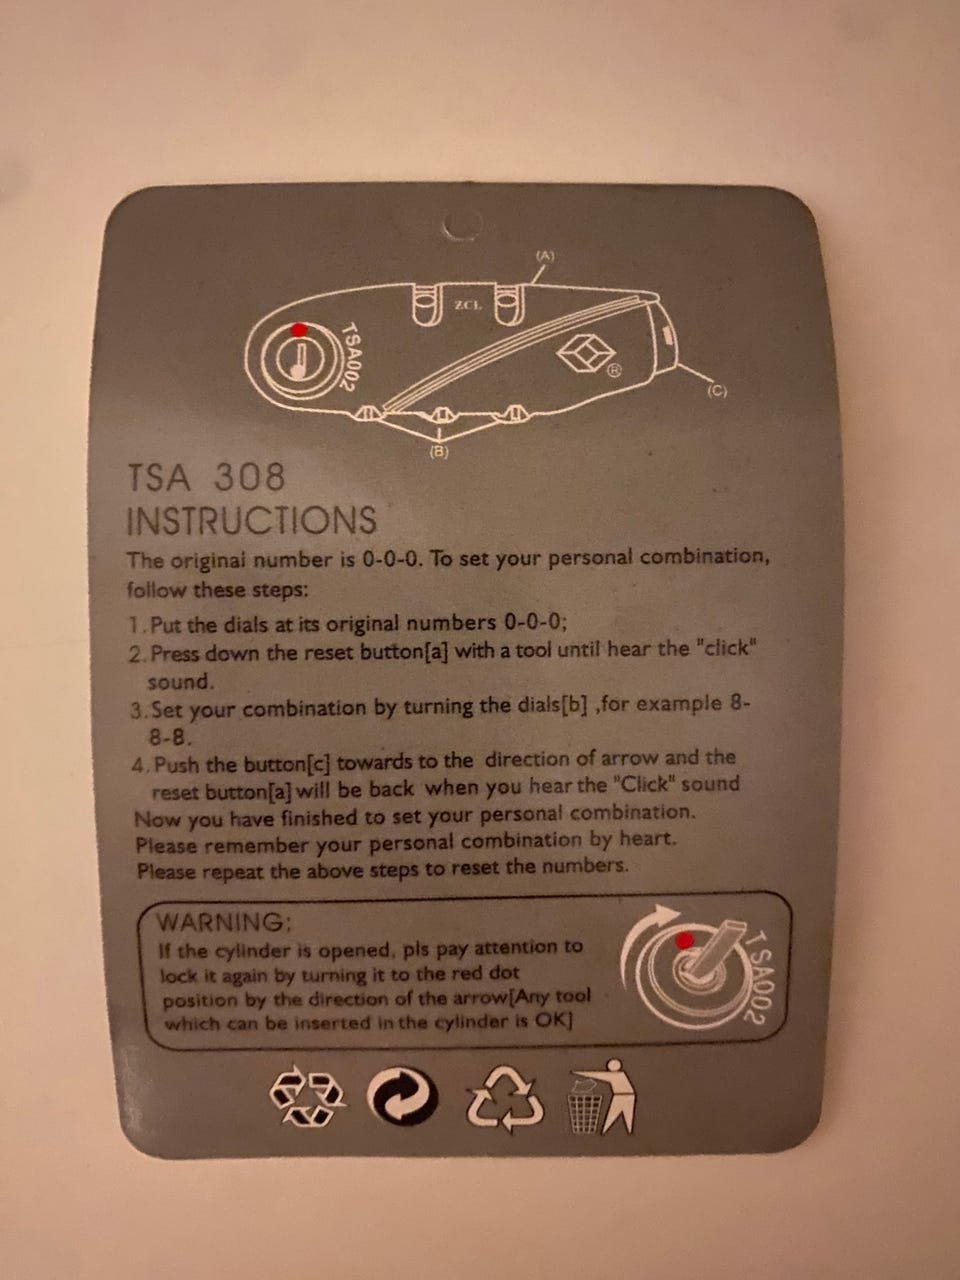 (A)
ZCL
TSA002
®
(C)
(B)
TSA 308
INSTRUCTIONS
The original number is 0-0-0. To set your personal combination,
follow these steps:
1.Put the dials at its original numbers 0-0-0;
2.Press down the reset button[a] with a tool until hear the "click"
sound.
3.Set your combination by turning the dials[b] ,for example 8-
8-8.
4.Push the button[c] towards to the direction of arrow and the
reset button[a] will be back when you hear the "Click" sound
Now you have finished to set your personal combination.
Please remember your personal combination by heart.
Please repeat the above steps to reset the numbers.
WARNING:
If the cylinder is opened, pls pay attention to
lock it again by turning it to the red dot
position by the direction of the arrow[Any tool
which can be inserted in the cylinder is OK]
TSA002